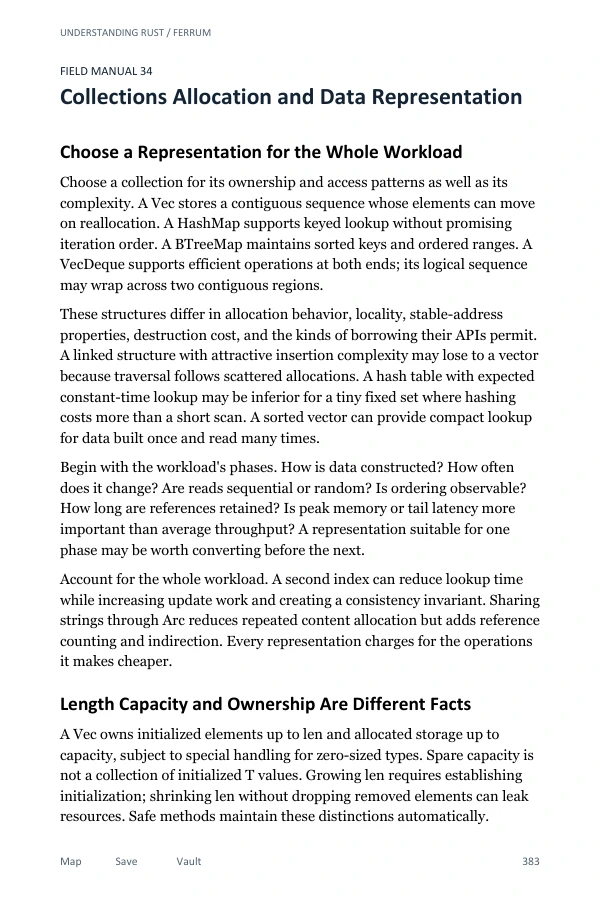 UNDERSTANDING RUST / FERRUM
FIELD MANUAL 34
Collections Allocation and Data Representation
Choose a Representation for the Whole Workload
Choose a collection for its ownership and access patterns as well as its
complexity. A Vec stores a contiguous sequence whose elements can move
on reallocation. A HashMap supports keyed lookup without promising
iteration order. A BTreeMap maintains sorted keys and ordered ranges. A
VecDeque supports efficient operations at both ends; its logical sequence
may wrap across two contiguous regions.
These structures differ in allocation behavior, locality, stable-address
properties, destruction cost, and the kinds of borrowing their APIs permit.
A linked structure with attractive insertion complexity may lose to a vector
because traversal follows scattered allocations. A hash table with expected
constant-time lookup may be inferior for a tiny fixed set where hashing
costs more than a short scan. A sorted vector can provide compact lookup
for data built once and read many times.
Begin with the workload's phases. How is data constructed? How often
does it change? Are reads sequential or random? Is ordering observable?
How long are references retained? Is peak memory or tail latency more
important than average throughput? A representation suitable for one
phase may be worth converting before the next.
Account for the whole workload. A second index can reduce lookup time
while increasing update work and creating a consistency invariant. Sharing
strings through Arc reduces repeated content allocation but adds reference
counting and indirection. Every representation charges for the operations
it makes cheaper.
Length Capacity and Ownership Are Different Facts
A Vec owns initialized elements up to len and allocated storage up to
capacity, subject to special handling for zero-sized types. Spare capacity is
not a collection of initialized T values. Growing len requires establishing
initialization; shrinking len without dropping removed elements can leak
resources. Safe methods maintain these distinctions automatically.
Map Save Vault 383